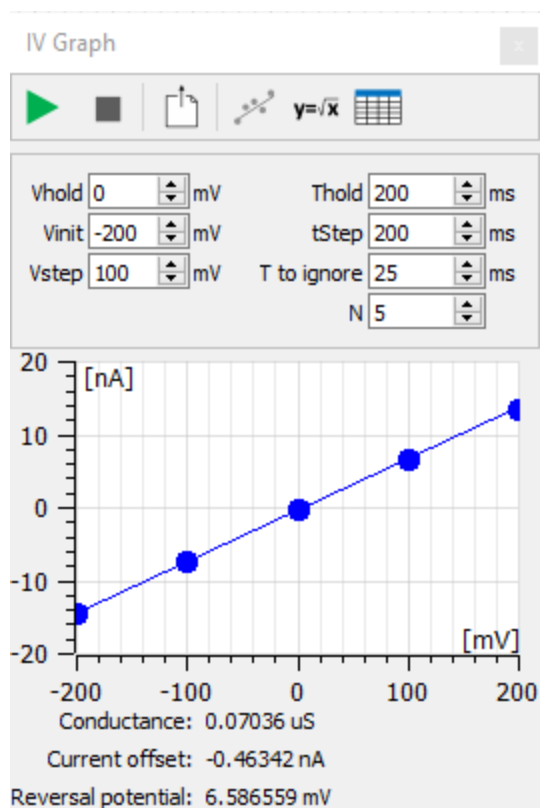 IV Graph
x
y=√x
Vhold 0 mV Thold 200 ms
Vinit -200 mV tStep 200 ms
Vstep 100 mV T to ignore 25 ms
N 5
20
[nA]
10
0
-10
-20
[mV]
-200 -100 0 100 200
Conductance: 0.07036 uS
Current offset: -0.46342 nA
Reversal potential: 6.586559 mV